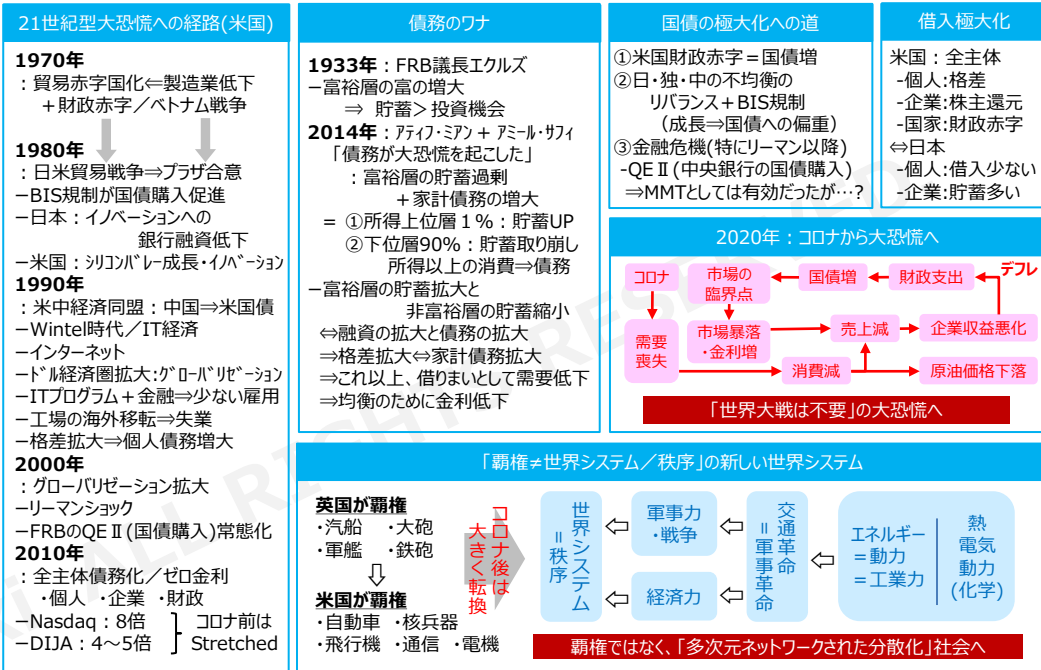 21世紀型大恐慌への経路(米国)
1970年
：貿易赤字国化⇐製造業低下
＋財政赤字／ベトナム戦争
1980年
：日米貿易戦争⇒プラザ合意
－BIS規制が国債購入促進
－日本：イノベーションへの
銀行融資低下
－米国：ｼﾘｺﾝﾊﾞﾚｰ成長・ｲﾉﾍﾞｰｼｮﾝ
1990年
：米中経済同盟：中国⇒米国債
－Wintel時代／IT経済
－インターネット
－ﾄﾞﾙ経済圏拡大:ｸﾞﾛｰﾊﾞﾘｾﾞｰｼｮﾝ
－ITプログラム＋金融⇒少ない雇用
－工場の海外移転⇒失業
－格差拡大⇒個人債務増大
2000年
：グローバリゼーション拡大
－リーマンショック
－FRBのQEⅡ(国債購入)常態化
2010年
：全主体債務化／ゼロ金利
・個人 ・企業 ・財政
－Nasdaq：8倍
－DIJA：4～5倍
コロナ前は
Stretched
債務のワナ
1933年：FRB議長エクルズ
－富裕層の富の増大
⇒ 貯蓄＞投資機会
2014年：ｱﾃｨﾌ・ﾐｱﾝ + ｱﾐｰﾙ・ｻﾌｨ
「債務が大恐慌を起こした」
：富裕層の貯蓄過剰
＋家計債務の増大
＝ ①所得上位層１%：貯蓄UP
②下位層90%：貯蓄取り崩し
所得以上の消費⇒債務
－富裕層の貯蓄拡大と
非富裕層の貯蓄縮小
⇔融資の拡大と債務の拡大
⇒格差拡大⇔家計債務拡大
⇒これ以上、借りまいとして需要低下
⇒均衡のために金利低下
国債の極大化への道
①米国財政赤字＝国債増
②日・独・中の不均衡の
リバランス＋BIS規制
（成長⇒国債への偏重）
③金融危機(特にリーマン以降)
-QEⅡ(中央銀行の国債購入)
⇒MMTとしては有効だったが…?
借入極大化
米国：全主体
-個人:格差
-企業:株主還元
-国家:財政赤字
⇔日本
-個人:借入少ない
-企業:貯蓄多い
2020年：コロナから大恐慌へ
コロナ
市場の
臨界点
国債増
財政支出
デフレ
需要
喪失
市場暴落
・金利増
売上減
企業収益悪化
消費減
原油価格下落
「世界大戦は不要」の大恐慌へ
「覇権≠世界システム／秩序」の新しい世界システム
英国が覇権
・汽船 ・大砲
・軍艦 ・鉄砲
米国が覇権
・自動車 ・核兵器
・飛行機 ・通信 ・電機
コロナ後は
大きく転換
世界システム
＝秩序
軍事力
・戦争
経済力
交通革命
＝軍事革命
エネルギー
＝動力
＝工業力
熱
電気
動力
(化学)
覇権ではなく、「多次元ネットワークされた分散化」社会へ